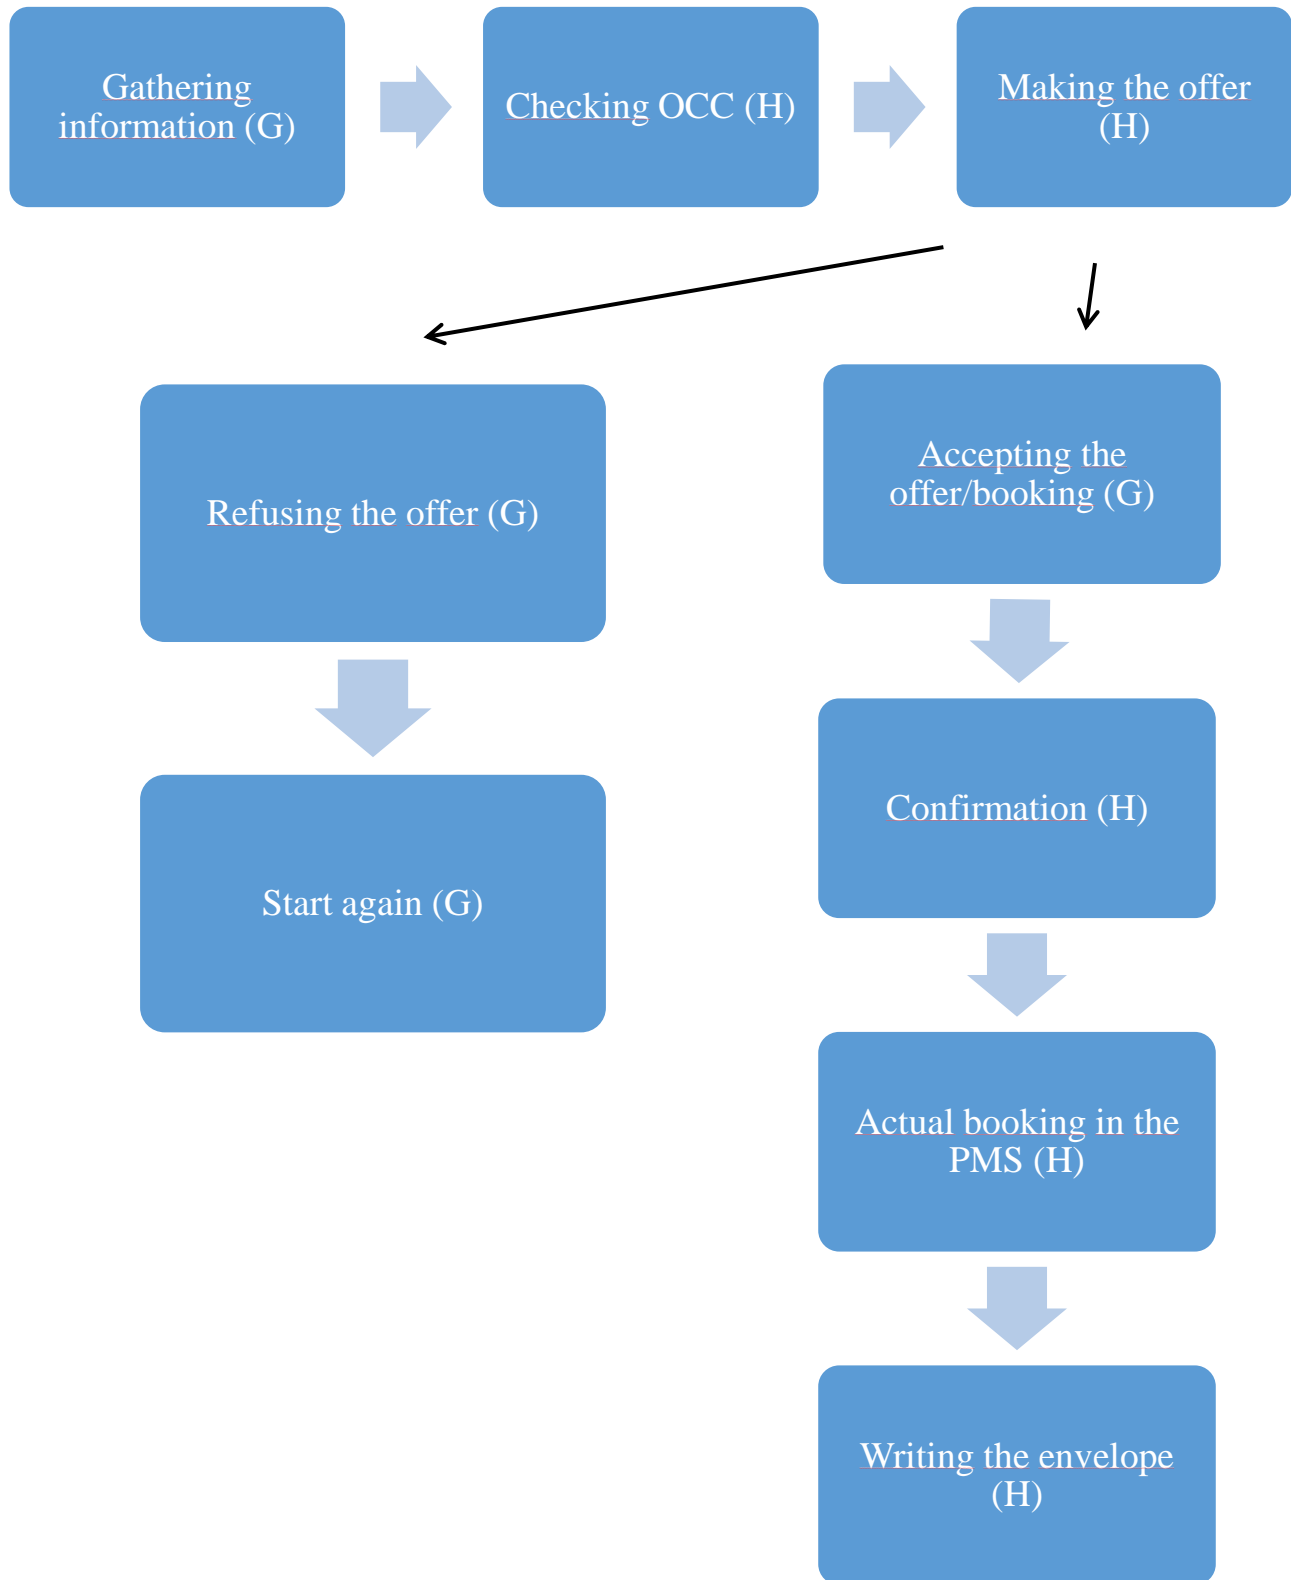 Gathering
information (G)
Checking OCC (H)
Making the offer
(H)
Refusing the offer (G)
Accepting the
offer/booking (G)
Confirmation (H)
Start again (G)
Actual booking in the
PMS (H)
Writing the envelope
(H)